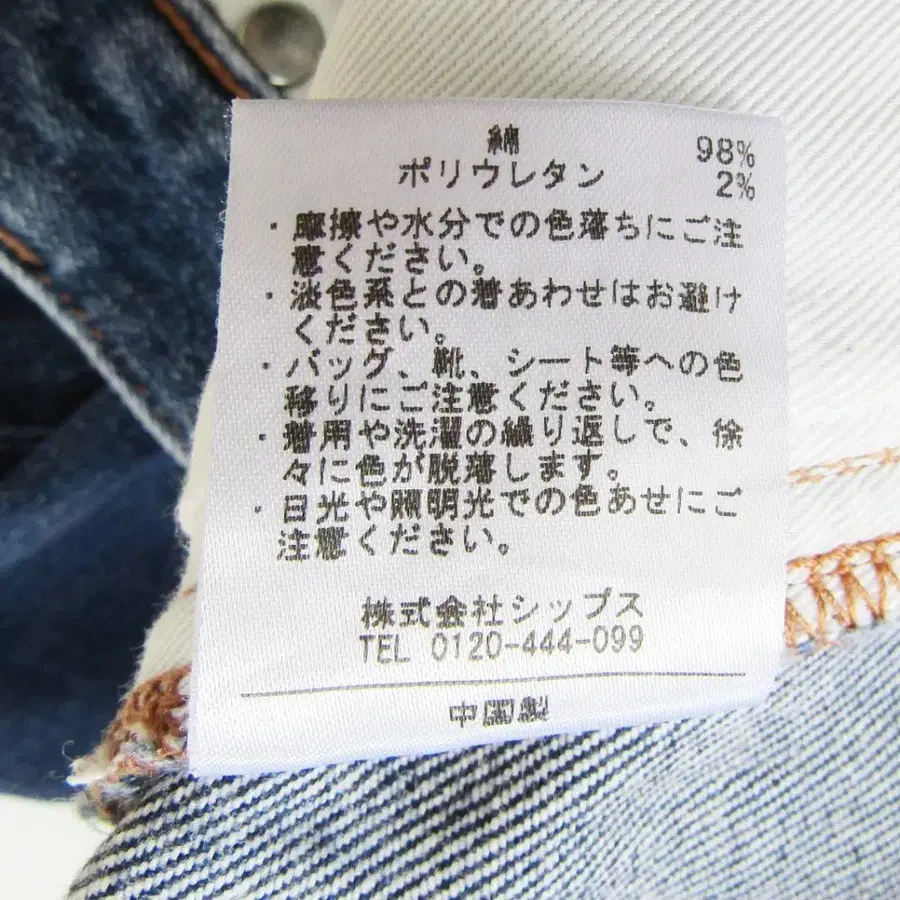 綿 98%
ポリウレタン 2%
・摩擦や水分での色落ちにご注
意ください。
・淡色系との着あわせはお避け
ください。
・バッグ、靴、シート等への色
移りにご注意ください。
・着用や洗濯の繰り返しで、徐
々に色が脱落します。
・日光や照明光での色あせにご
注意ください。
株式会社シップス
TEL 0120-444-099
中国製